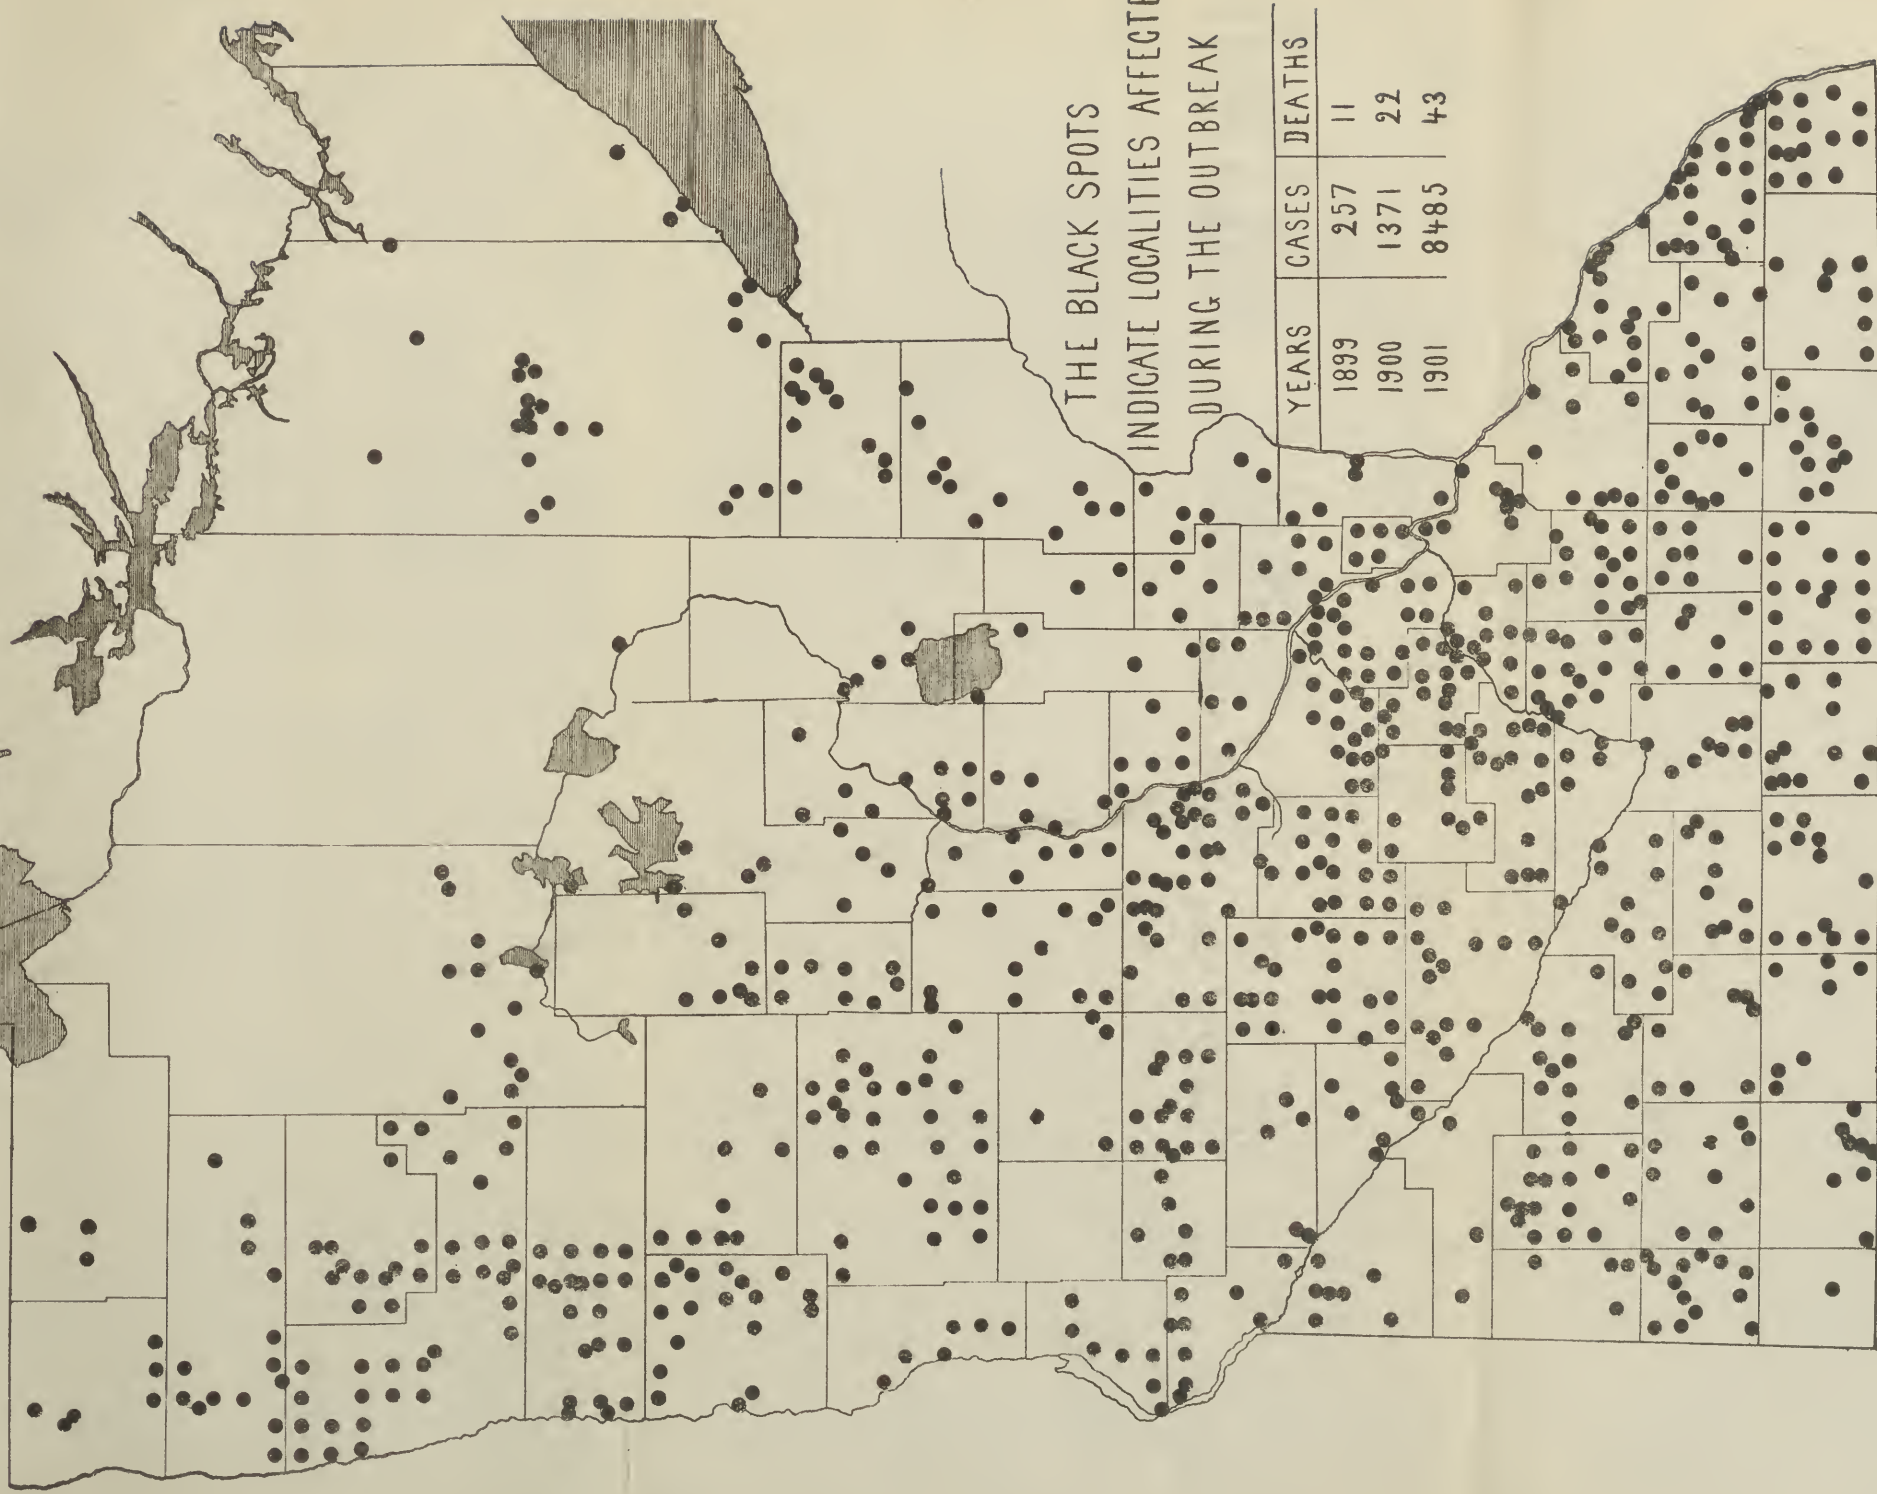 THE BLACK SPOTS
INDICATE LOCALITIES AFFECTE
DURING THE OUTBREAK
YEARS CASES DEATHS
1899 257 11
1900 1371 22
1901 8485 43